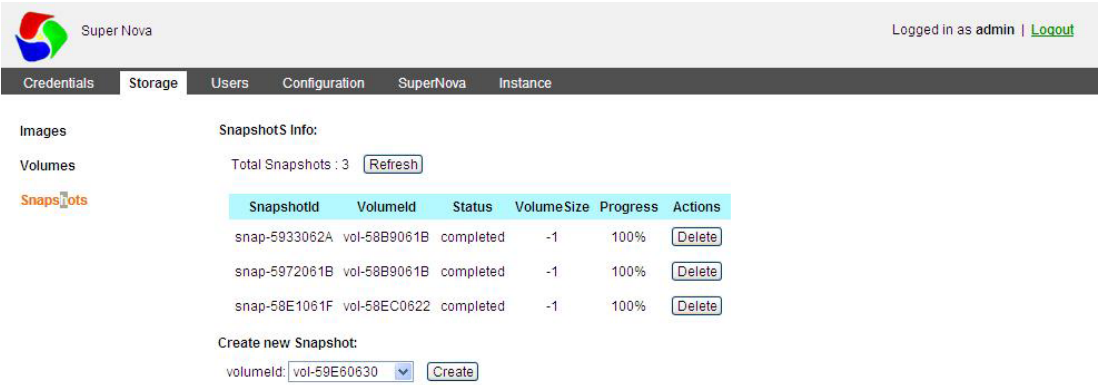 Super Nova Logged in as admin | Logout
Credentials Storage Users Configuration SuperNova Instance
Images
Volumes
Snapshots
SnapshotS Info:
Total Snapshots : 3 Refresh
SnapshotId VolumeId Status VolumeSize Progress Actions
snap-5933062A vol-58B9061B completed -1 100% Delete
snap-5972061B vol-58B9061B completed -1 100% Delete
snap-58E1061F vol-58EC0622 completed -1 100% Delete
Create new Snapshot:
volumeId: vol-59E60630 Create